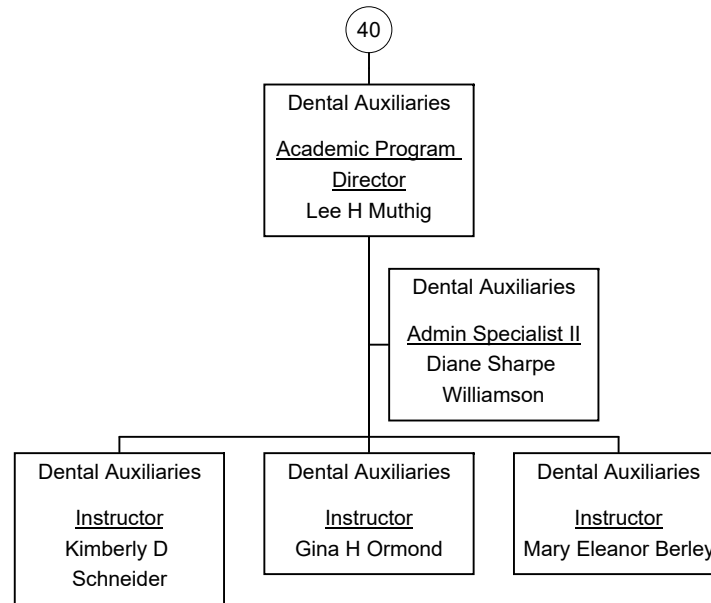 40
Dental Auxiliaries
Academic Program
Director
Lee H Muthig
Dental Auxiliaries
Admin Specialist II
Diane Sharpe
Williamson
Dental Auxiliaries
Instructor
Kimberly D
Schneider
Dental Auxiliaries
Instructor
Gina H Ormond
Dental Auxiliaries
Instructor
Mary Eleanor Berley